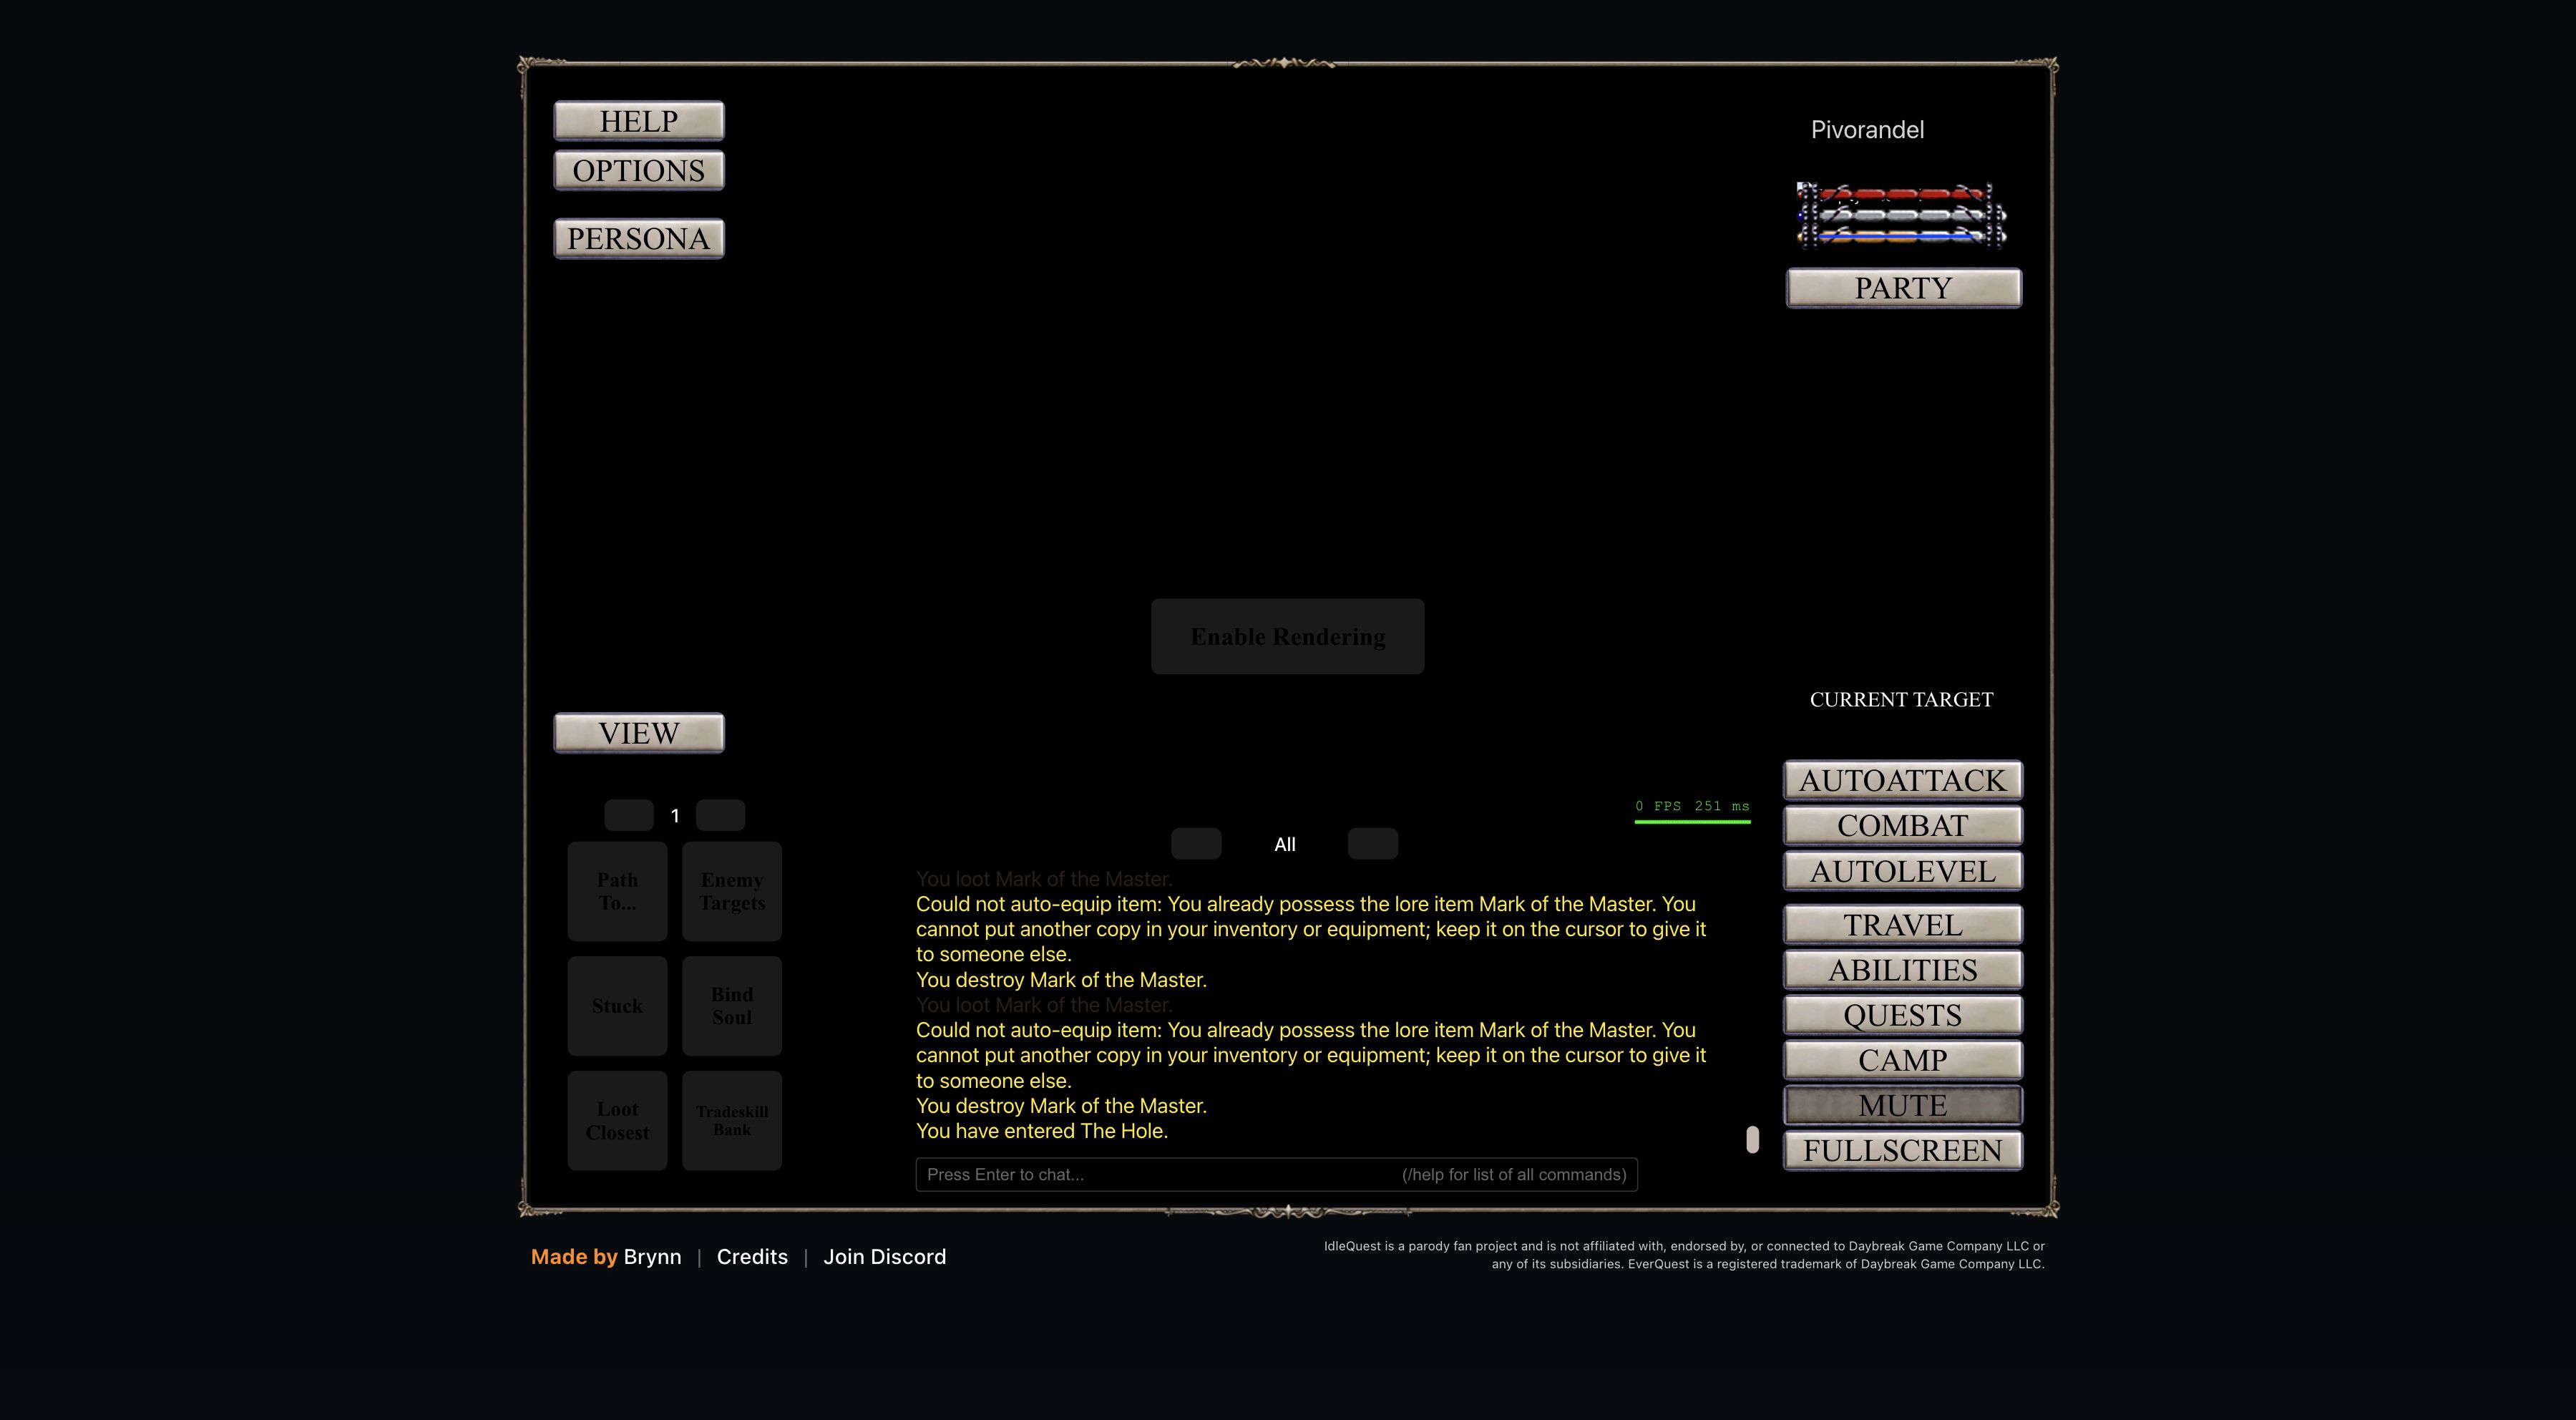 HELP
OPTIONS
PERSONA
Pivorandel
PARTY
Enable Rendering
CURRENT TARGET
VIEW
AUTOATTACK
COMBAT
AUTOLEVEL
TRAVEL
ABILITIES
QUESTS
CAMP
MUTE
FULLSCREEN
1
Path
To...
Enemy
Targets
Stuck
Bind
Soul
Loot
Closest
Tradeskill
Bank
0 FPS 251 ms
All
You loot Mark of the Master.
Could not auto-equip item: You already possess the lore item Mark of the Master. You
cannot put another copy in your inventory or equipment; keep it on the cursor to give it
to someone else.
You destroy Mark of the Master.
You loot Mark of the Master.
Could not auto-equip item: You already possess the lore item Mark of the Master. You
cannot put another copy in your inventory or equipment; keep it on the cursor to give it
to someone else.
You destroy Mark of the Master.
You have entered The Hole.
Press Enter to chat... (/help for list of all commands)
Made by Brynn | Credits | Join Discord
IdleQuest is a parody fan project and is not affiliated with, endorsed by, or connected to Daybreak Game Company LLC or
any of its subsidiaries. EverQuest is a registered trademark of Daybreak Game Company LLC.